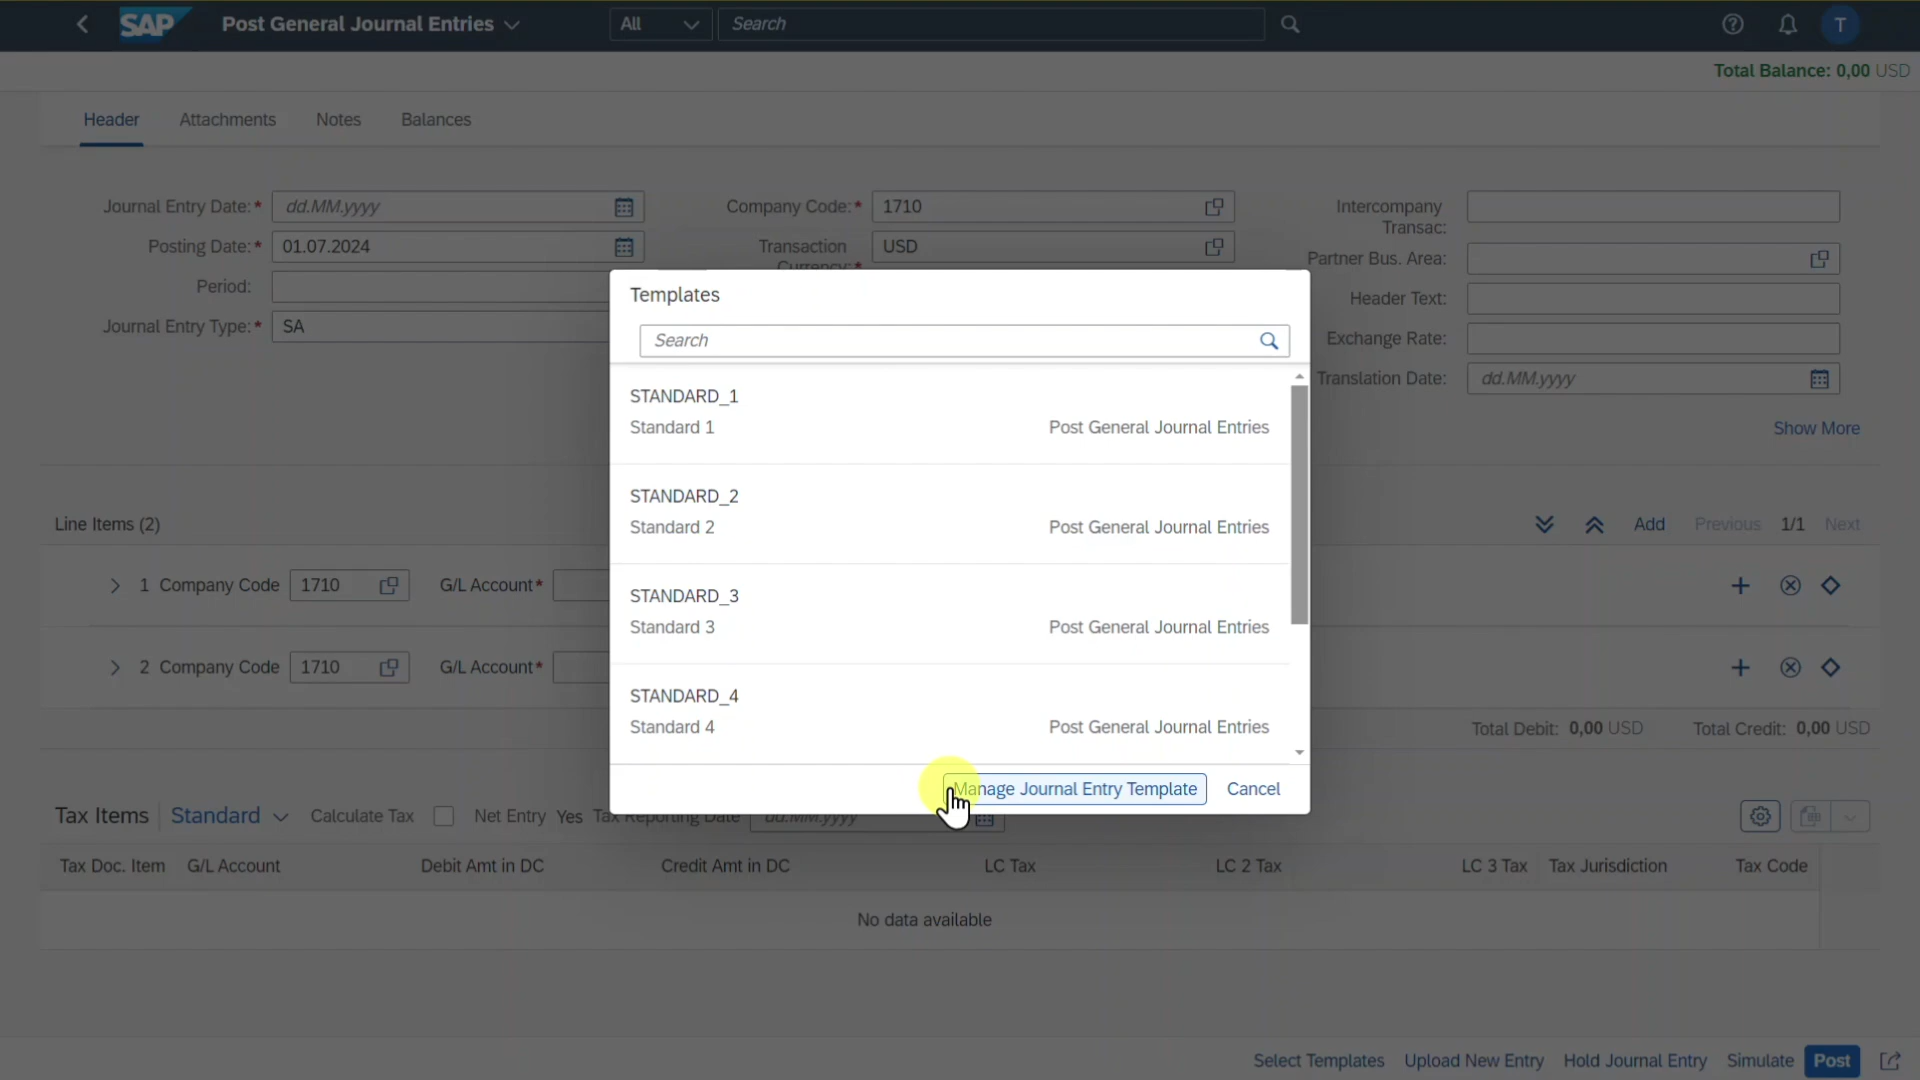 SAP Post General Journal Entries All Search T
Total Balance: 0,00 USD
Header Attachments Notes Balances
Journal Entry Date:* dd.MM.yyyy
Posting Date:* 01.07.2024
Period:
Journal Entry Type:* SA
Company Code:* 1710
Transaction USD
Currency:*
Intercompany
Transac:
Partner Bus. Area:
Header Text:
Exchange Rate:
Translation Date: dd.MM.yyyy
Show More
Templates
Search
STANDARD_1
Standard 1 Post General Journal Entries
STANDARD_2
Standard 2 Post General Journal Entries
STANDARD_3
Standard 3 Post General Journal Entries
STANDARD_4
Standard 4 Post General Journal Entries
Manage Journal Entry Template Cancel
Line Items (2) Add Previous 1/1 Next
1 Company Code 1710 G/L Account*
2 Company Code 1710 G/L Account*
Total Debit: 0,00 USD Total Credit: 0,00 USD
Tax Items Standard Calculate Tax Net Entry Yes Tax Reporting Date dd.MM.yyyy
Tax Doc. Item G/L Account Debit Amt in DC Credit Amt in DC LC Tax LC 2 Tax LC 3 Tax Tax Jurisdiction Tax Code
No data available
Select Templates Upload New Entry Hold Journal Entry Simulate Post